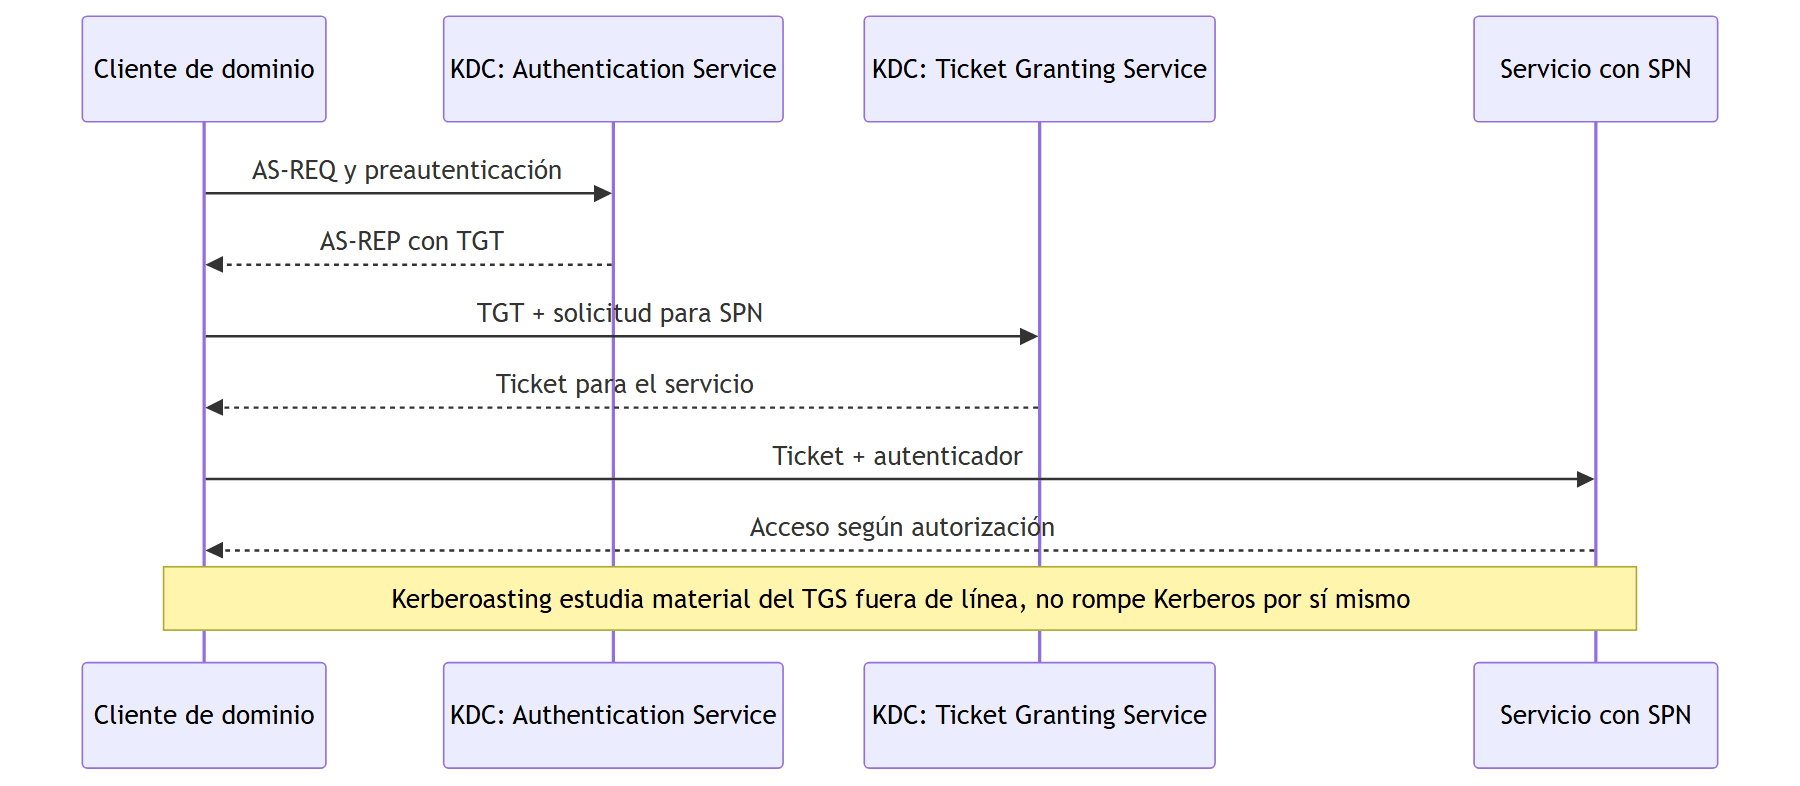 Cliente de dominio
KDC: Authentication Service
KDC: Ticket Granting Service
Servicio con SPN
AS-REQ y preautenticación
AS-REP con TGT
TGT + solicitud para SPN
Ticket para el servicio
Ticket + autenticador
Acceso según autorización
Kerberoasting estudia material del TGS fuera de línea, no rompe Kerberos por sí mismo
Cliente de dominio
KDC: Authentication Service
KDC: Ticket Granting Service
Servicio con SPN